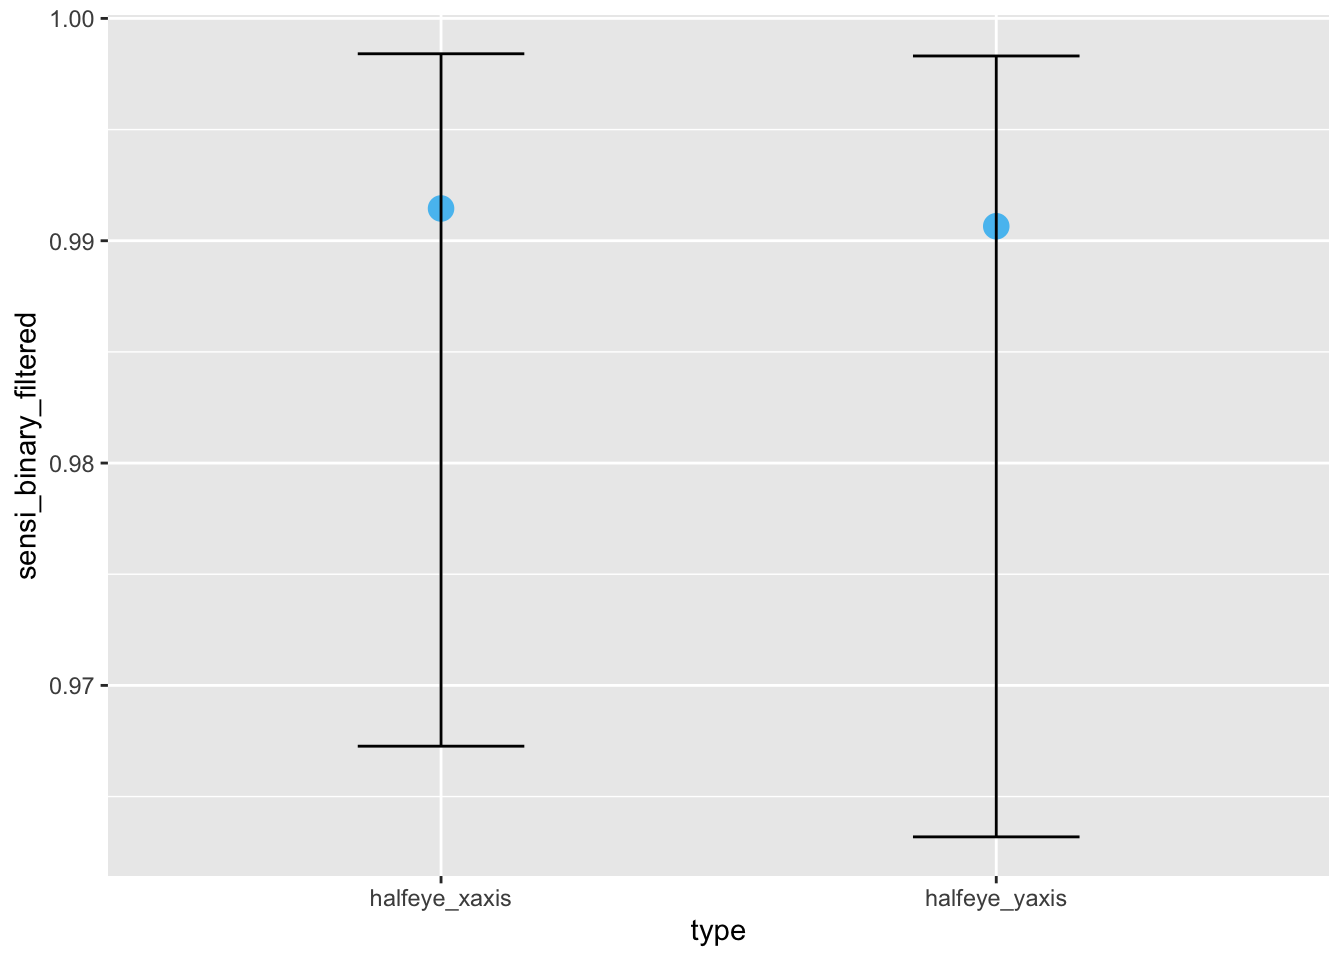 1.00
0.99
0.98
0.97
sensi_binary_filtered
halfeye_xaxis
halfeye_yaxis
type